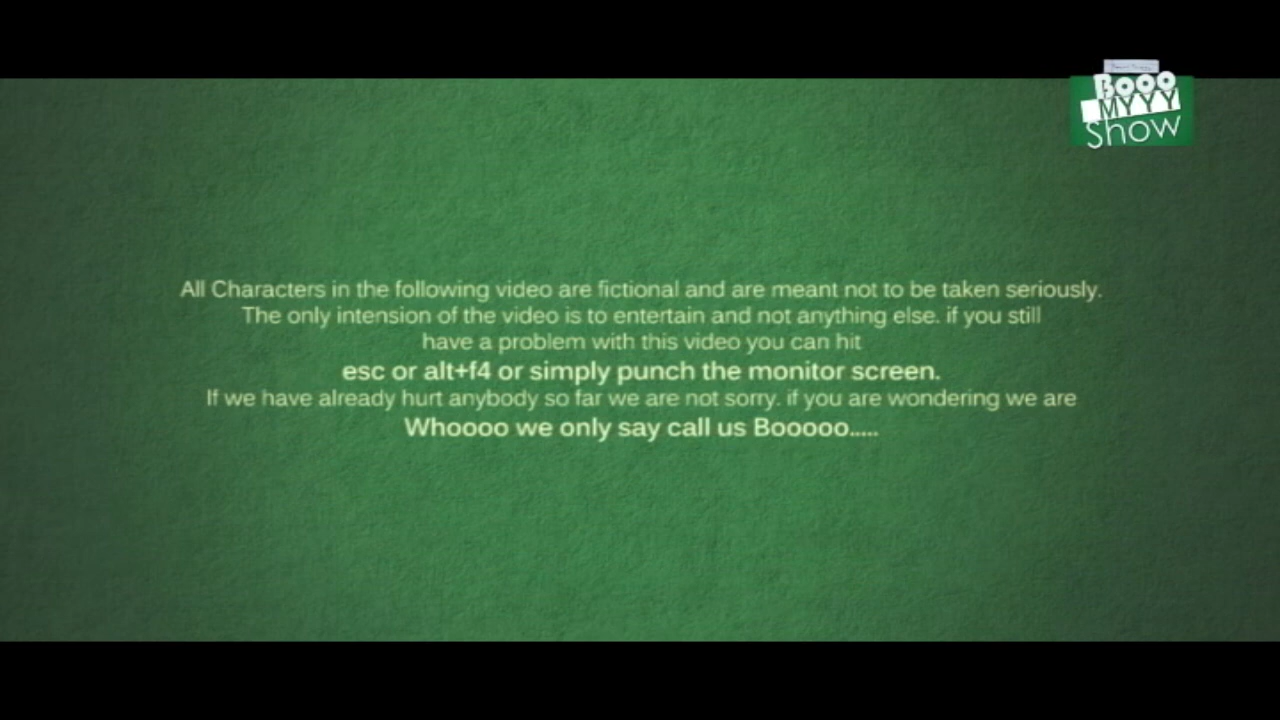 BOOO
MYYY
Show
All Characters in the following video are fictional and are meant not to be taken seriously.
The only intension of the video is to entertain and not anything else. if you still
have a problem with this video you can hit
esc or alt+f4 or simply punch the monitor screen.
If we have already hurt anybody so far we are not sorry. if you are wondering we are
Whoooo we only say call us Booooo.....